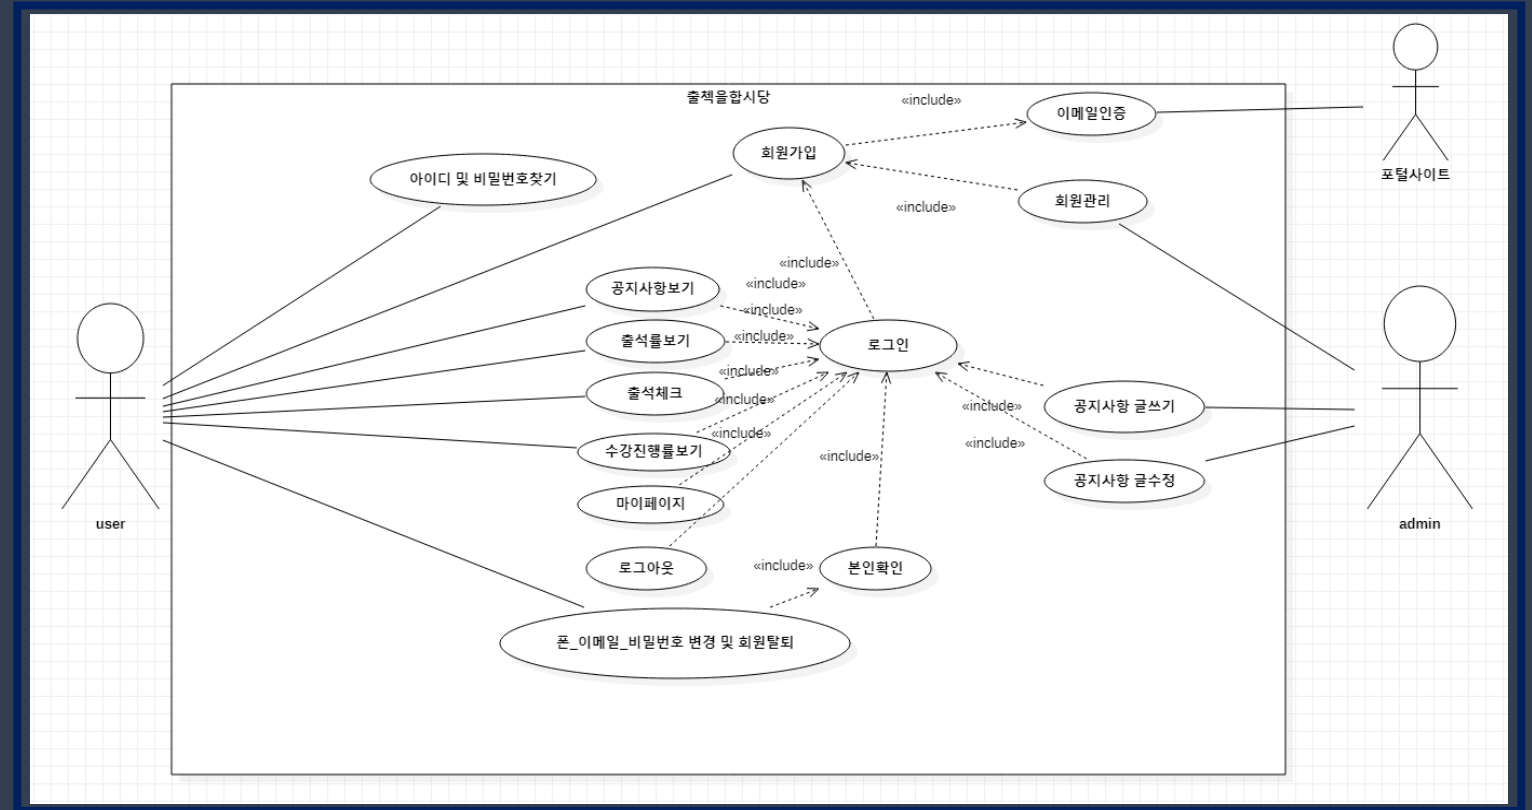 출첵을합시당
«include»
이메일인증
회원가입
포털사이트
아이디 및 비밀번호찾기
회원관리
«include»
«include»
공지사항보기
«include»
«include»
출석률보기
«include»
로그인
«include»
출석체크
«include»
«include»
공지사항 글쓰기
«include»
«include»
수강진행률보기
«include»
공지사항 글수정
마이페이지
user
admin
로그아웃
«include»
본인확인
폰_이메일_비밀번호 변경 및 회원탈퇴